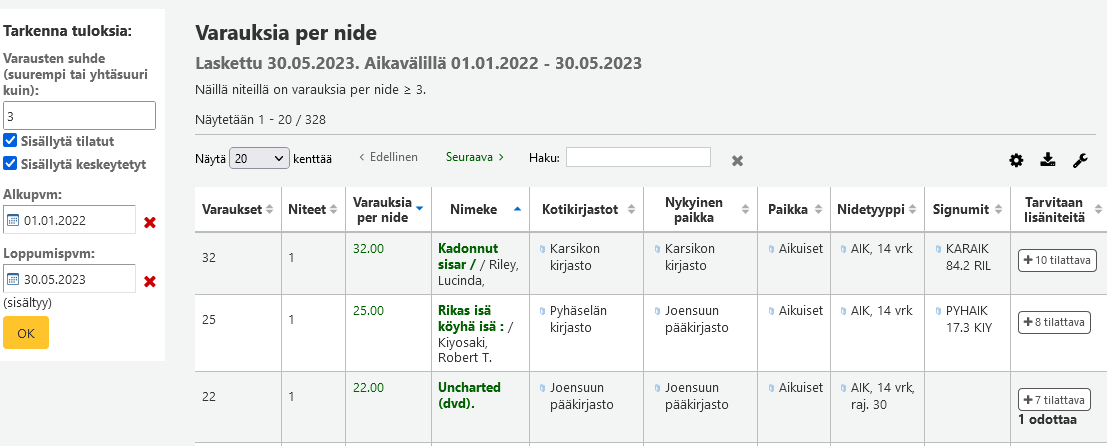 Tarkenna tuloksia:
Varausten suhde
(suurempi tai yhtäsuuri
kuin):
3
Sisällytä tilatut
Sisällytä keskeytetyt
Alkupvm:
01.01.2022
Loppumispvm:
30.05.2023
(sisältyy)
OK
Varauksia per nide
Laskettu 30.05.2023. Aikavälillä 01.01.2022 - 30.05.2023
Näillä niteillä on varauksia per nide ≥ 3.
Näytetään 1 - 20 / 328
Näytä 20 kenttää < Edellinen Seuraava > Haku:
Varaukset Niteet Varauksia per nide Nimeke Kotikirjastot Nykyinen paikka Paikka Nidetyyppi Signumit Tarvitaan lisäniteitä
32 1 32.00 Kadonnut sisar / / Riley, Lucinda, Karsikon kirjasto Karsikon kirjasto Aikuiset AIK, 14 vrk KARAIK 84.2 RIL + 10 tilattava
25 1 25.00 Rikas isä köyhä isä : / Kiyosaki, Robert T. Pyhäselän kirjasto Joensuun pääkirjasto Aikuiset AIK, 14 vrk PYHAIK 17.3 KIY + 8 tilattava
22 1 22.00 Uncharted (dvd). Joensuun pääkirjasto Joensuun pääkirjasto Aikuiset AIK, 14 vrk, raj. 30 + 7 tilattava 1 odottaa